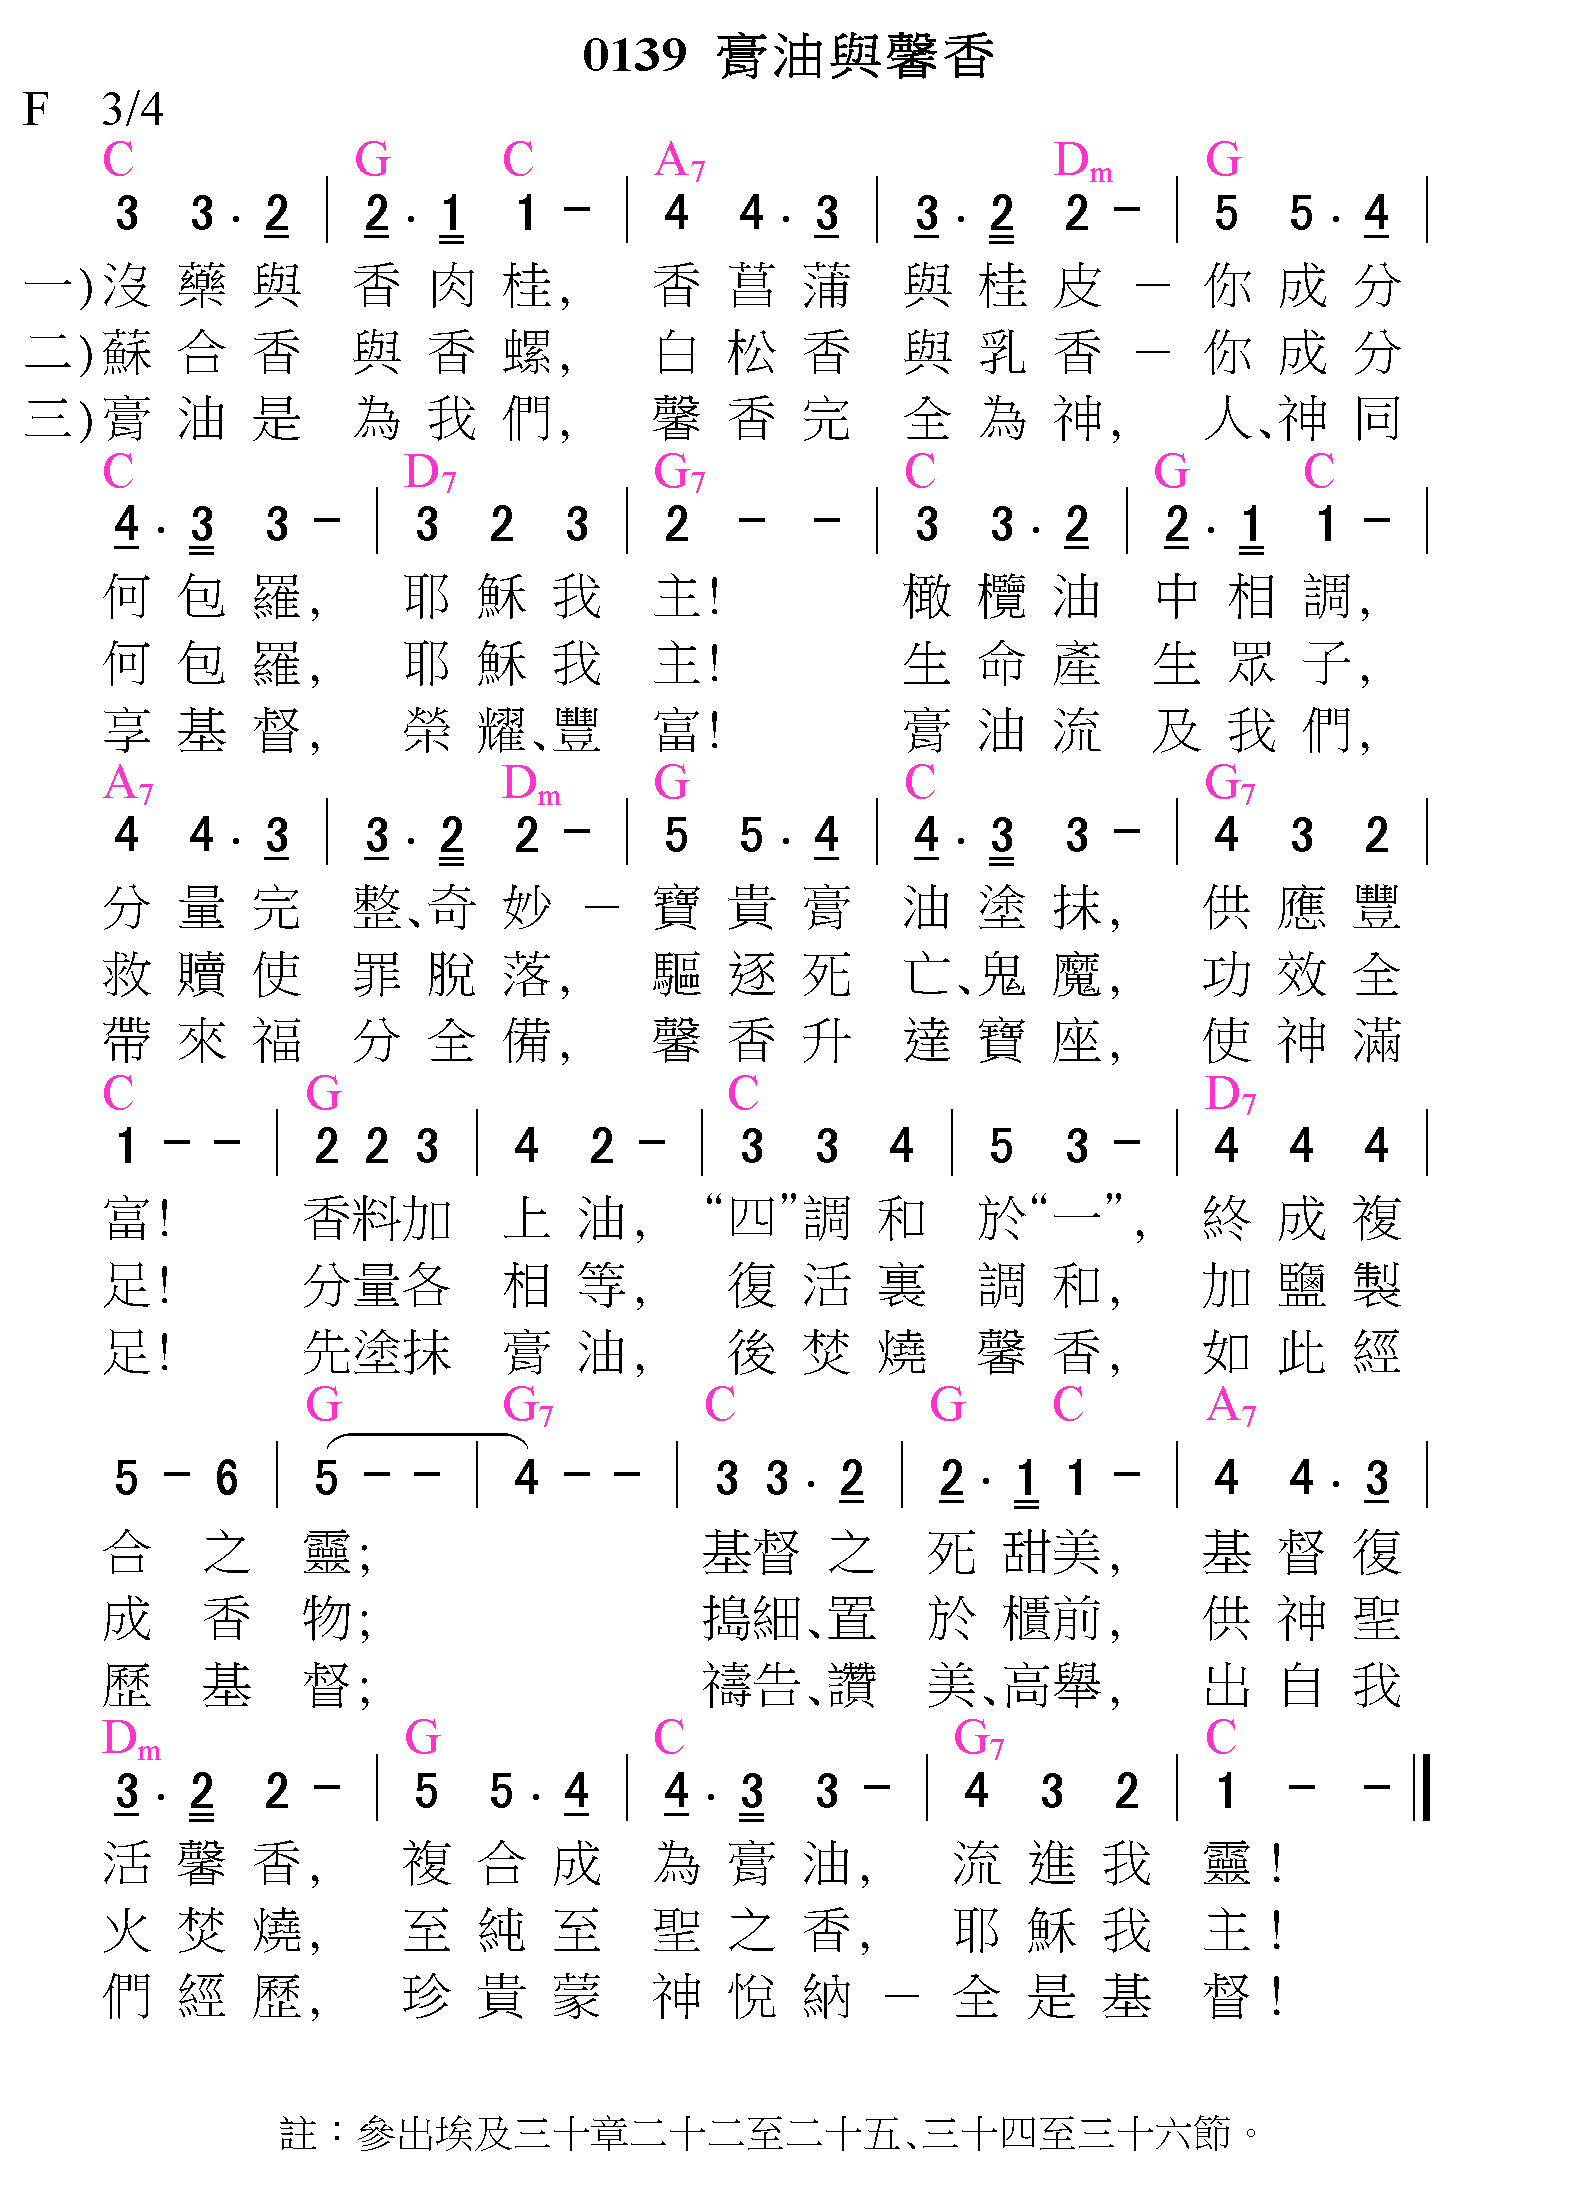 0139 膏油與馨香
F 3/4
C G C A7 Dm G
3 3 . 2 | 2 . 1 1 - | 4 4 . 3 | 3 . 2 2 - | 5 5 . 4 |
一)沒藥與 香肉桂, 香菖蒲 與桂皮－你成分
二)蘇合香 與香螺, 白松香 與乳香－你成分
三)膏油是 為我們, 馨香完 全為神, 人、神同
C D7 G7 C G C
4 . 3 3 - | 3 2 3 | 2 - - | 3 3 . 2 | 2 . 1 1 - |
何包羅, 耶穌我 主! 橄欖油 中相調,
何包羅, 耶穌我 主! 生命產 生眾子,
享基督, 榮耀、豐 富! 膏油流 及我們,
A7 Dm G C G7
4 4 . 3 | 3 . 2 2 - | 5 5 . 4 | 4 . 3 3 - | 4 3 2 |
分量完 整、奇妙－寶貴膏 油塗抹, 供應豐
救贖使 罪脫落, 驅逐死 亡、鬼魔, 功效全
帶來福 分全備, 馨香升 達寶座, 使神滿
C G C D7
1 - - | 2 2 3 | 4 2 - | 3 3 4 | 5 3 - | 4 4 4 |
富! 香料加 上油, “四”調和 於“一”, 終成複
足! 分量各 相等, 復活裏 調和, 加鹽製
足! 先塗抹 膏油, 後焚燒 馨香, 如此經
G G7 C G C A7
5 - 6 | 5 - - | 4 - - | 3 3 . 2 | 2 . 1 1 - | 4 4 . 3 |
合之 靈; 基督之 死甜美, 基督復
成香 物; 搗細、置 於櫃前, 供神聖
歷基 督; 禱告、讚 美、高舉, 出自我
Dm G C G7 C
3 . 2 2 - | 5 5 . 4 | 4 . 3 3 - | 4 3 2 | 1 - - ‖
活馨香, 複合成 為膏油, 流進我 靈!
火焚燒, 至純至 聖之香, 耶穌我 主!
們經歷, 珍貴蒙 神悅納－全是基 督!
註：參出埃及三十章二十二至二十五、三十四至三十六節。